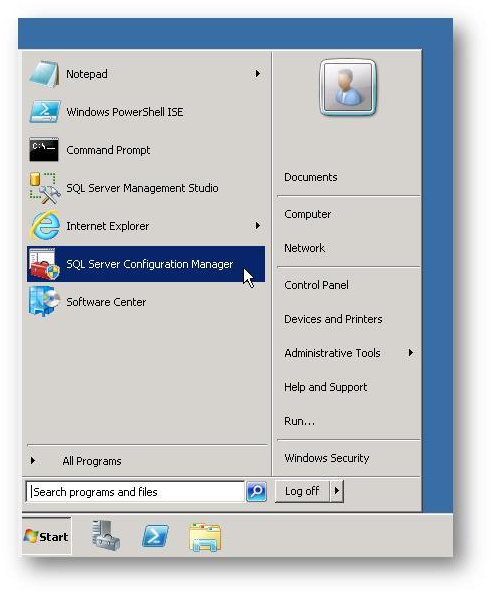 Notepad
Windows PowerShell ISE
C:\_
Command Prompt
SQL Server Management Studio
Internet Explorer
SQL Server Configuration Manager
Software Center
All Programs
Search programs and files
Documents
Computer
Network
Control Panel
Devices and Printers
Administrative Tools
Help and Support
Run...
Windows Security
Log off
Start